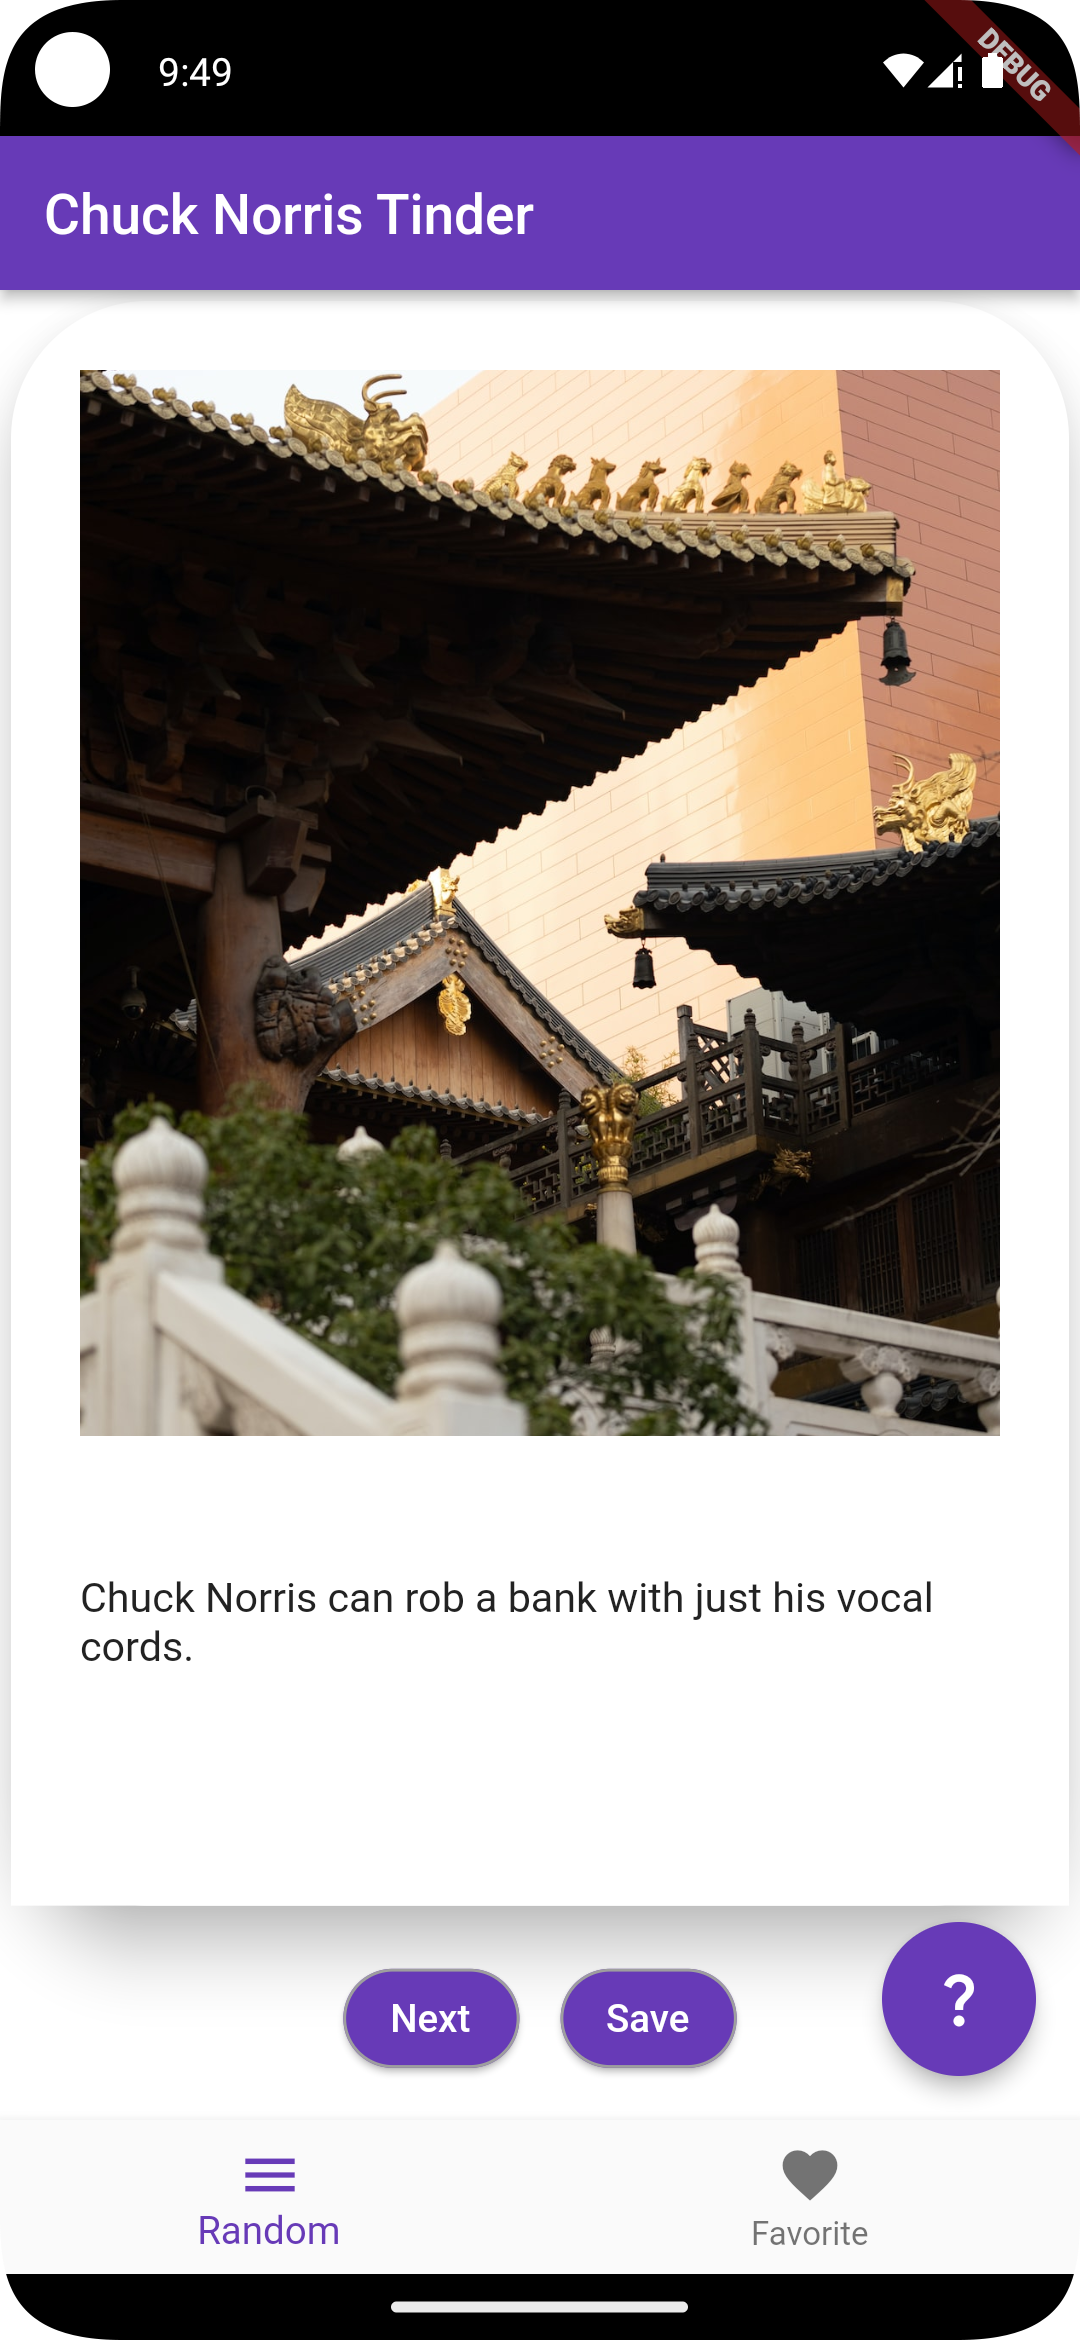 9:49
DEBUG
Chuck Norris Tinder
Chuck Norris can rob a bank with just his vocal
cords.
Next
Save
?
Random
Favorite